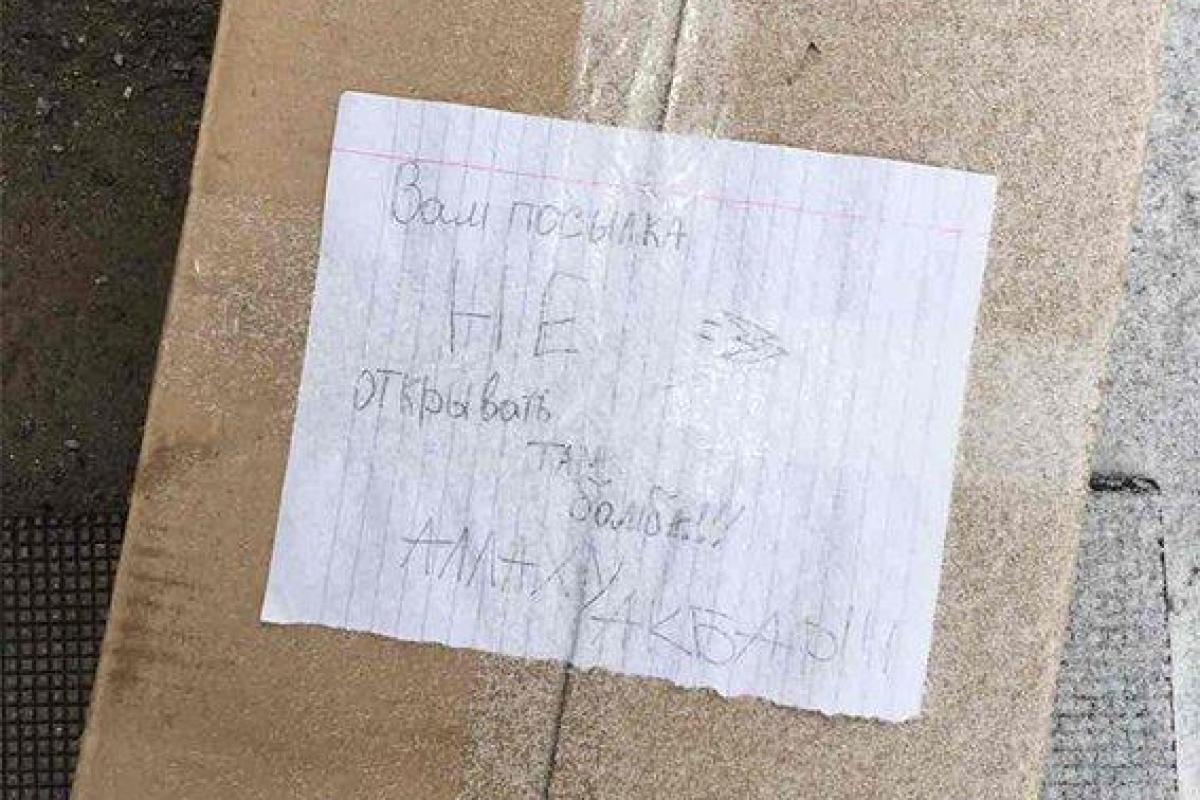 Вам посылка
НЕ
открывать
там
бомба!!!
АЛЛАХУ
АКБАР!!!